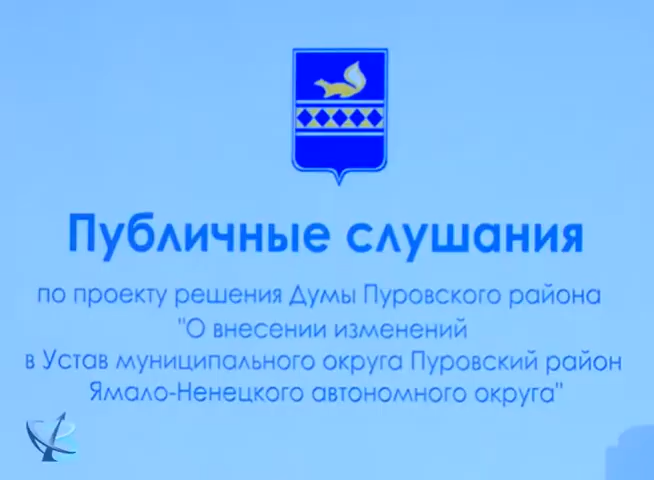 Публичные слушания
по проекту решения Думы Пуровского района
"О внесении изменений
в Устав муниципального округа Пуровский район
Ямало-Ненецкого автономного округа"